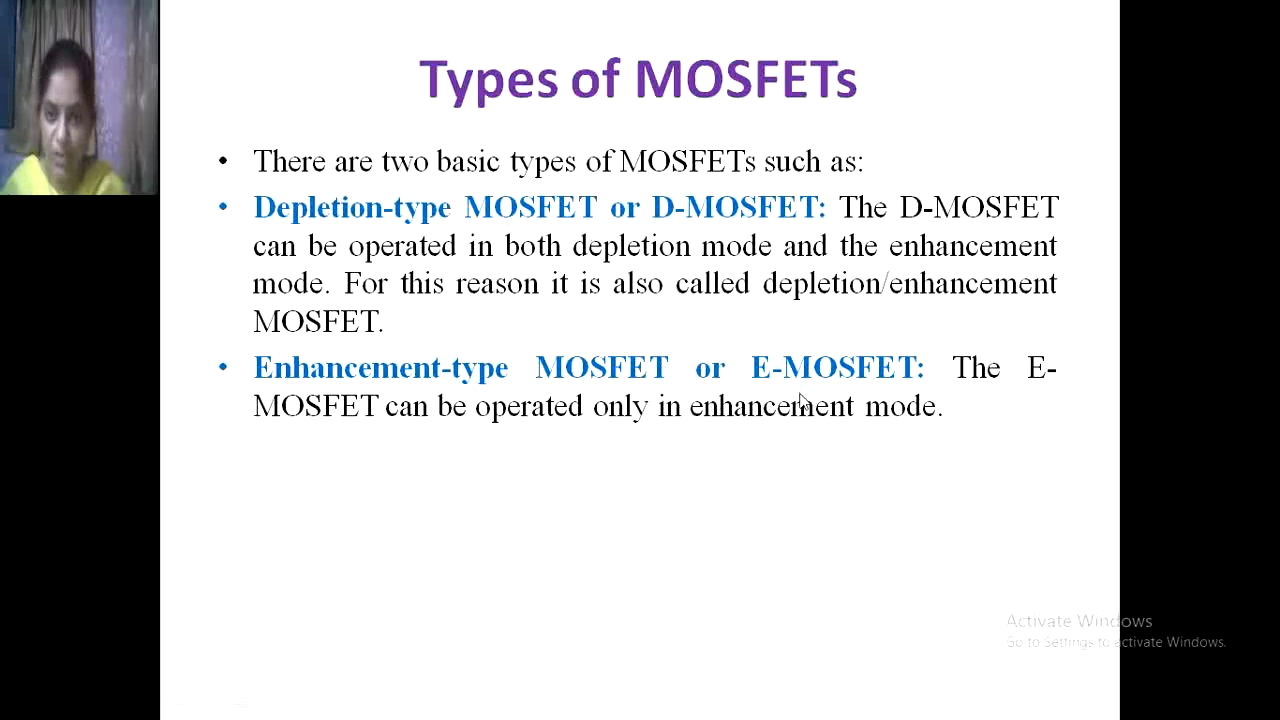 Types of MOSFETs
• There are two basic types of MOSFETs such as:
• Depletion-type MOSFET or D-MOSFET: The D-MOSFET
can be operated in both depletion mode and the enhancement
mode. For this reason it is also called depletion/enhancement
MOSFET.
• Enhancement-type MOSFET or E-MOSFET: The E-
MOSFET can be operated only in enhancement mode.
Activate Windows
Go to Settings to activate Windows.